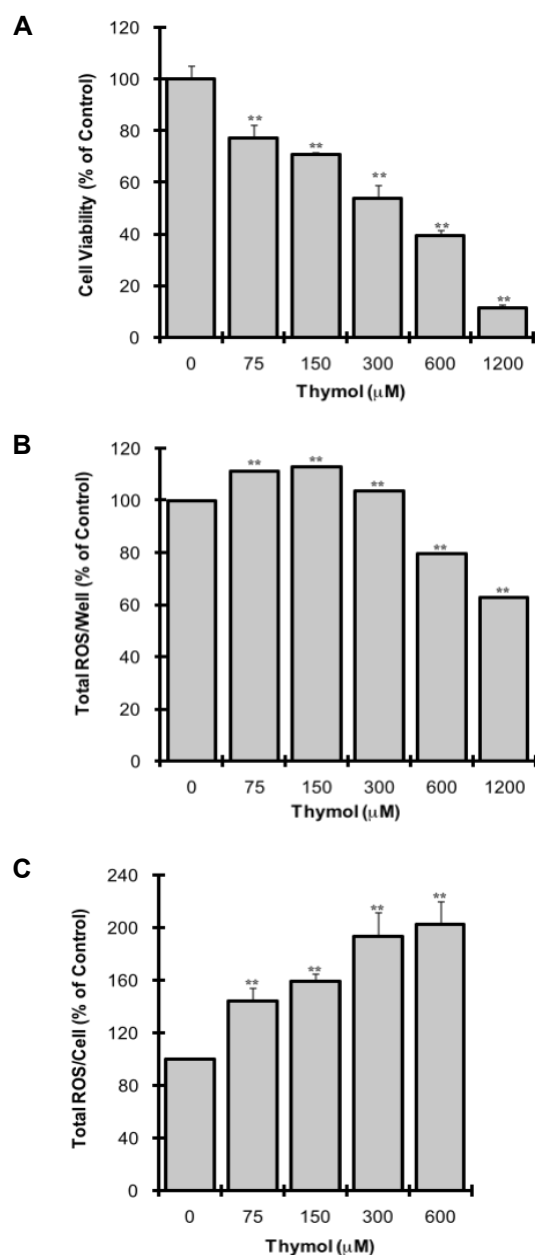 A
Cell Viability (% of Control)
120
100
80
60
40
20
0
**
**
**
**
**
0 75 150 300 600 1200
Thymol (μM)
B
Total ROS/Well (% of Control)
120
100
80
60
40
20
0
**
**
**
**
**
0 75 150 300 600 1200
Thymol (μM)
C
Total ROS/Cell (% of Control)
240
200
160
120
80
40
0
**
**
**
**
0 75 150 300 600
Thymol (μM)